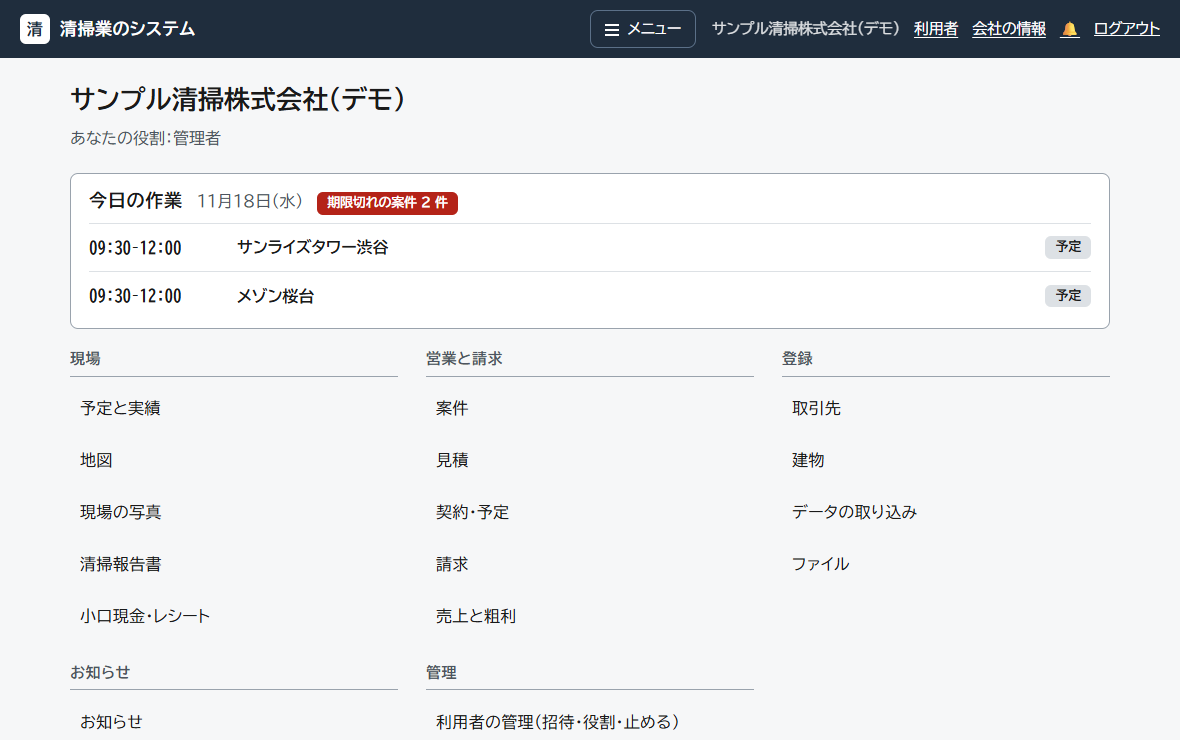 清 清掃業のシステム ☰ メニュー サンプル清掃株式会社(デモ) 利用者 会社の情報 🔔 ログアウト
サンプル清掃株式会社(デモ)
あなたの役割:管理者
今日の作業 11月18日(水) 期限切れの案件 2 件
09:30-12:00 サンライズタワー渋谷 予定
09:30-12:00 メゾン桜台 予定
現場
予定と実績
地図
現場の写真
清掃報告書
小口現金・レシート
営業と請求
案件
見積
契約・予定
請求
売上と粗利
登録
取引先
建物
データの取り込み
ファイル
お知らせ
お知らせ
管理
利用者の管理(招待・役割・止める)